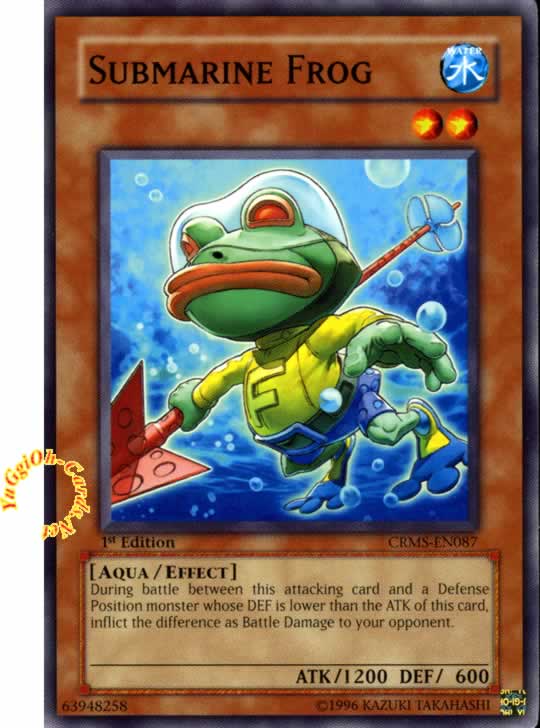 SUBMARINE FROG
WATER
水
F
YuGgiOh-Cards.Net
1st Edition
CRMS-EN087
[AQUA/EFFECT]
During battle between this attacking card and a Defense
Position monster whose DEF is lower than the ATK of this card,
inflict the difference as Battle Damage to your opponent.
ATK/1200 DEF/ 600
63948258
©1996 KAZUKI TAKAHASHI